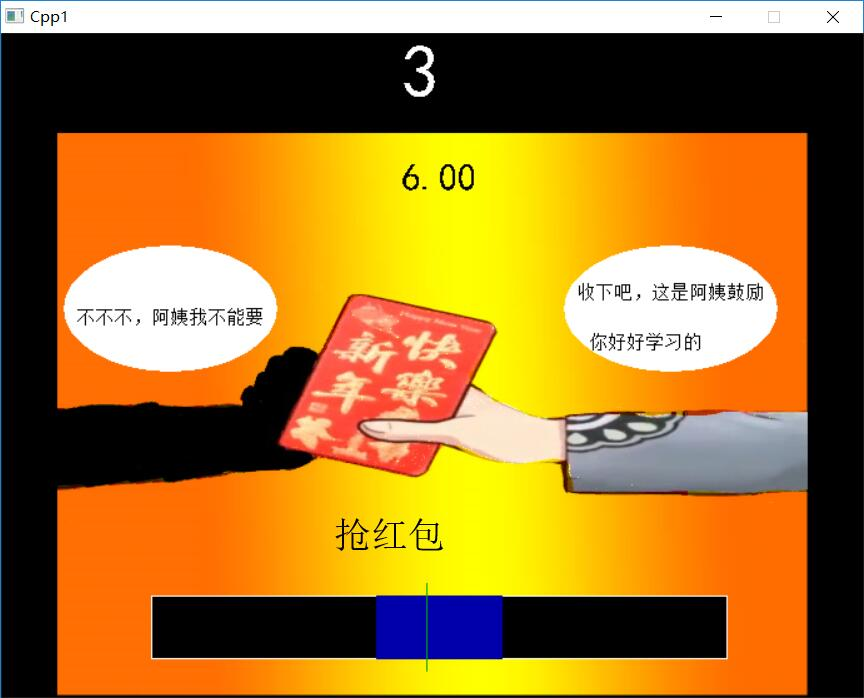 Cpp1
3
6.00
不不不，阿姨我不能要
收下吧，这是阿姨鼓励
你好好学习的
新快
年樂
抢红包